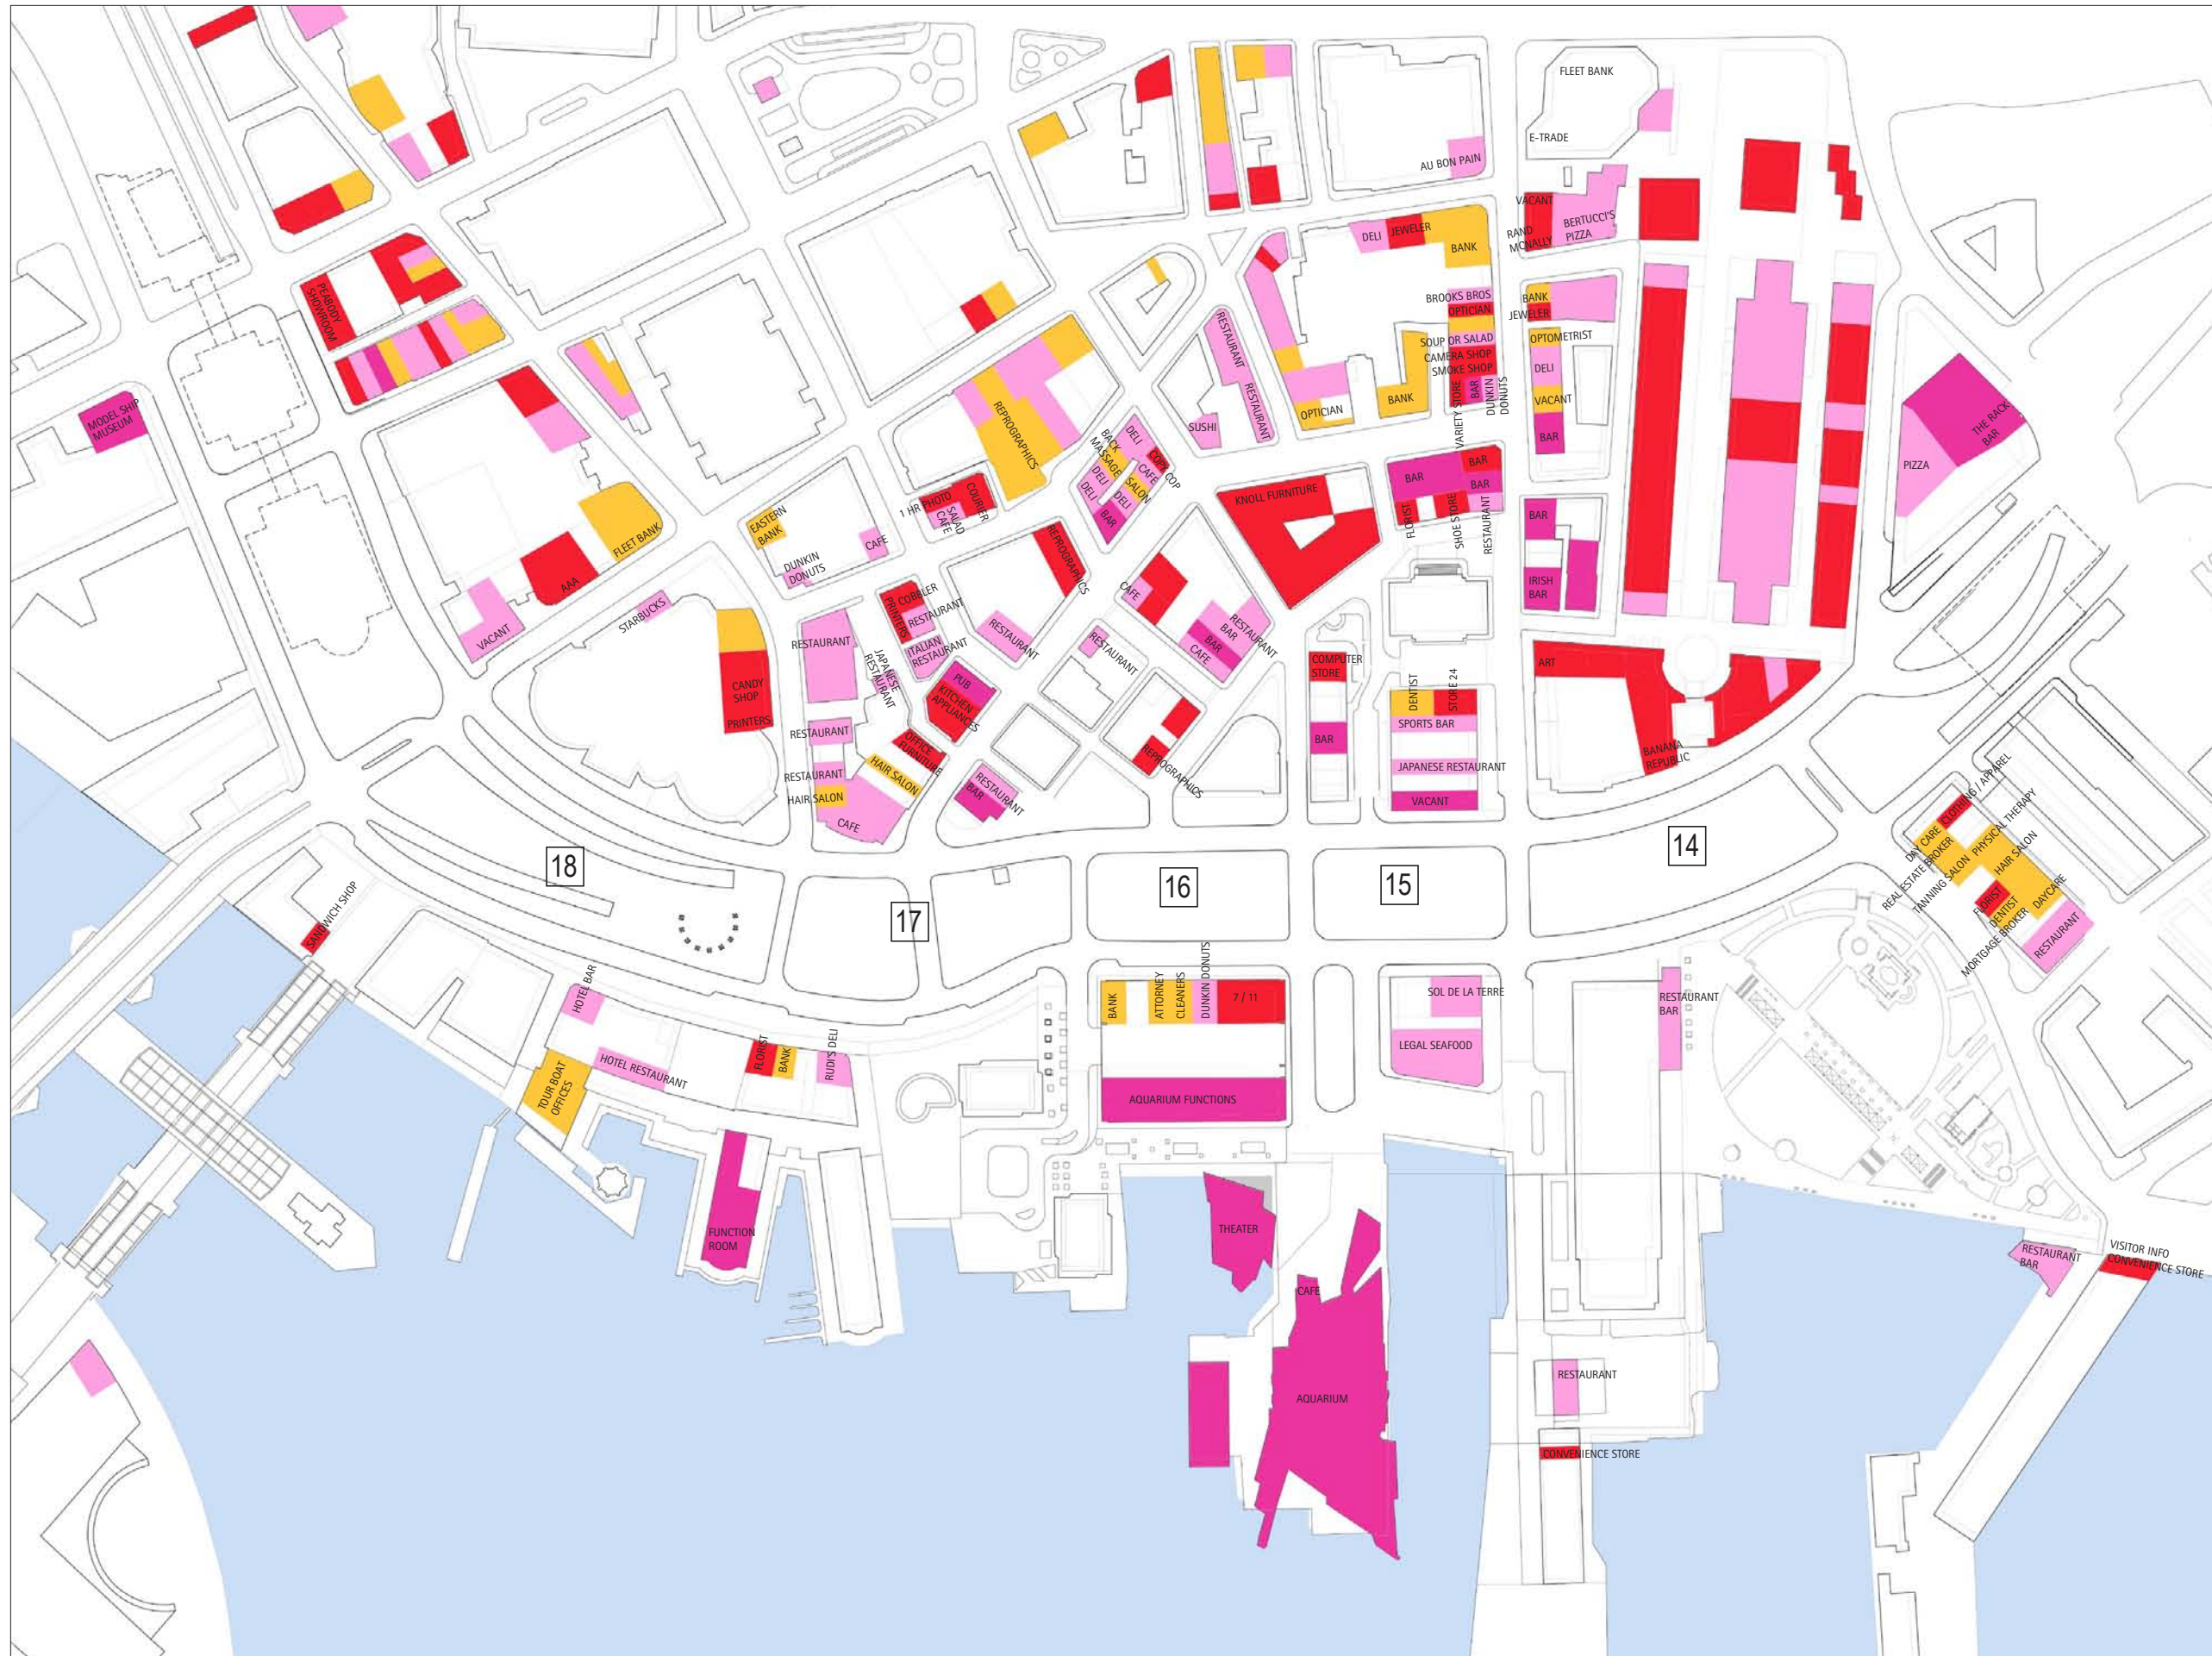 FLEET BANK
E-TRADE
AU BON PAIN
VACANT
RAND
MCNALLY
BERTUCCI'S
PIZZA
DELI
JEWELER
BANK
BROOKS BROS
OPTICIAN
SOUP OR SALAD
CAMERA SHOP
SMOKE SHOP
VARIETY STORE
BAR
DUNKIN
DONUTS
BANK
JEWELER
OPTOMETRIST
DELI
VACANT
BAR
PEABODY
SHOWROOM
MODEL SHIP
MUSEUM
RESTAURANT
RESTAURANT
SUSHI
OPTICIAN
BANK
THE RACK
BAR
PIZZA
REPROGRAPHICS
DELI
BACK
MASSAGE
COPY COP
CAFE
SALON
DELI
DELI
DELI
BAR
KNOLL FURNITURE
BAR
BAR
BAR
FLORIST
SHOE STORE
RESTAURANT
BAR
IRISH
BAR
1 HR PHOTO
COURIER
SALAD
CAFE
EASTERN
BANK
DUNKIN
DONUTS
CAFE
FLEET BANK
AAA
VACANT
STARBUCKS
CANDY
SHOP
PRINTERS
COBBLER
PRINTERS
RESTAURANT
ITALIAN
RESTAURANT
RESTAURANT
JAPANESE
RESTAURANT
REPROGRAPHICS
RESTAURANT
PUB
KITCHEN
APPLIANCES
RESTAURANT
RESTAURANT
HAIR SALON
OFFICE
FURNITURE
HAIR SALON
CAFE
RESTAURANT
BAR
CAFE
RESTAURANT
BAR
RESTAURANT
BAR
CAFE
REPROGRAPHICS
COMPUTER
STORE
BAR
DENTIST
STORE 24
SPORTS BAR
JAPANESE RESTAURANT
VACANT
ART
BANANA
REPUBLIC
CLOTHING / APPAREL
DAY CARE
REAL ESTATE BROKER
TANNING SALON
PHYSICAL THERAPY
HAIR SALON
FLORIST
DENTIST
DAYCARE
MORTGAGE BROKER
RESTAURANT
18
17
16
15
14
SANDWICH SHOP
HOTEL BAR
TOUR BOAT
OFFICES
HOTEL RESTAURANT
FLORIST
BANK
RUDI'S DELI
FUNCTION
ROOM
BANK
ATTORNEY
CLEANERS
DUNKIN DONUTS
7 / 11
AQUARIUM FUNCTIONS
SOL DE LA TERRE
LEGAL SEAFOOD
RESTAURANT
BAR
THEATER
CAFE
AQUARIUM
RESTAURANT
CONVENIENCE STORE
RESTAURANT
BAR
VISITOR INFO
CONVENIENCE STORE